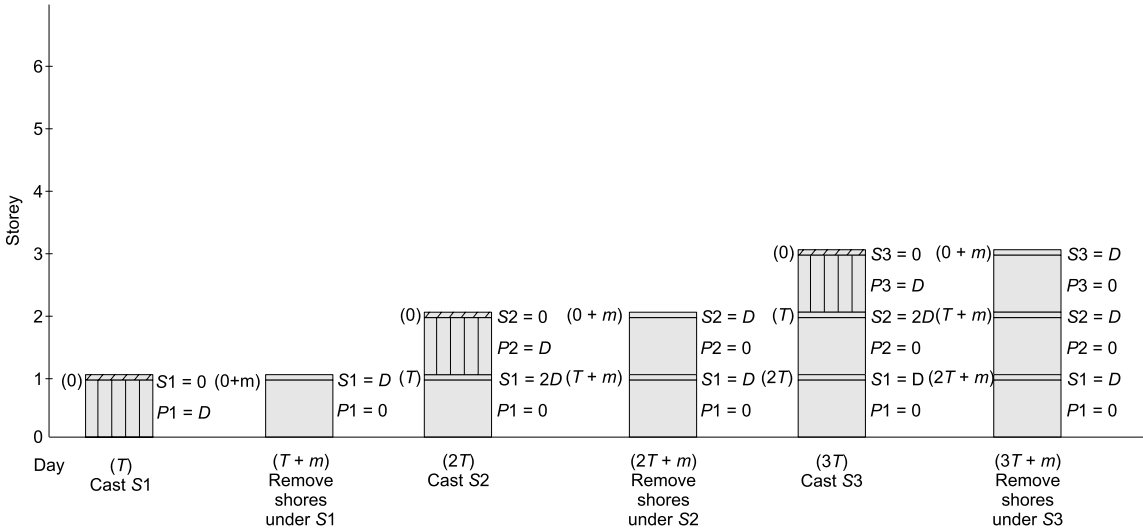 6
5
4
3
2
1
0
Storey
(0) S1 = 0
P1 = D
(0+m) S1 = D
P1 = 0
(0) S2 = 0
P2 = D
(T) S1 = 2D
P1 = 0
(0 + m) S2 = D
P2 = 0
(T + m) S1 = D
P1 = 0
(0) S3 = 0
P3 = D
(T) S2 = 2D
P2 = 0
(2T) S1 = D
P1 = 0
(0 + m) S3 = D
P3 = 0
(T + m) S2 = D
P2 = 0
(2T + m) S1 = D
P1 = 0
Day
(T)
Cast S1
(T + m)
Remove
shores
under S1
(2T)
Cast S2
(2T + m)
Remove
shores
under S2
(3T)
Cast S3
(3T + m)
Remove
shores
under S3